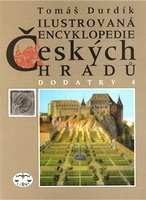 Tomáš Durdík
ILUSTROVANÁ
ENCYKLOPEDIE
Českých
HRADŮ
DODATKY 4